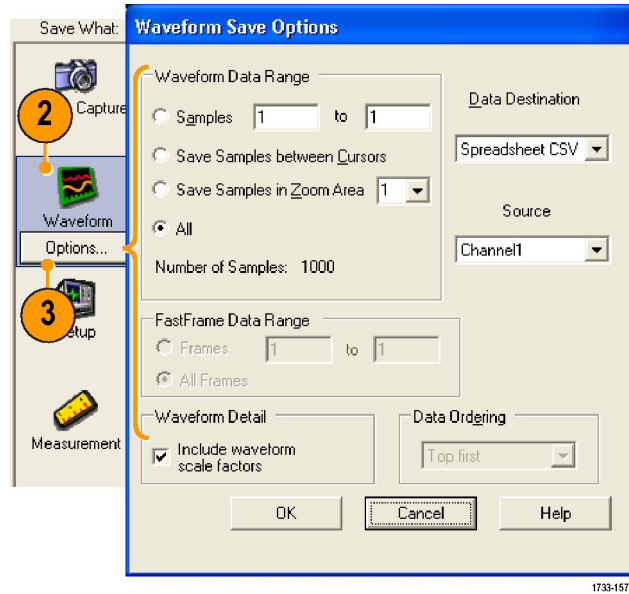 Save What:
Capture
2
Waveform
Options...
3
etup
Measurement
Waveform Save Options
Waveform Data Range
Samples 1 to 1
Save Samples between Cursors
Save Samples in Zoom Area 1
All
Number of Samples: 1000
Data Destination
Spreadsheet CSV
Source
Channel1
FastFrame Data Range
Frames 1 to 1
All Frames
Waveform Detail
Include waveform
scale factors
Data Ordering
Top first
OK Cancel Help
1733-157